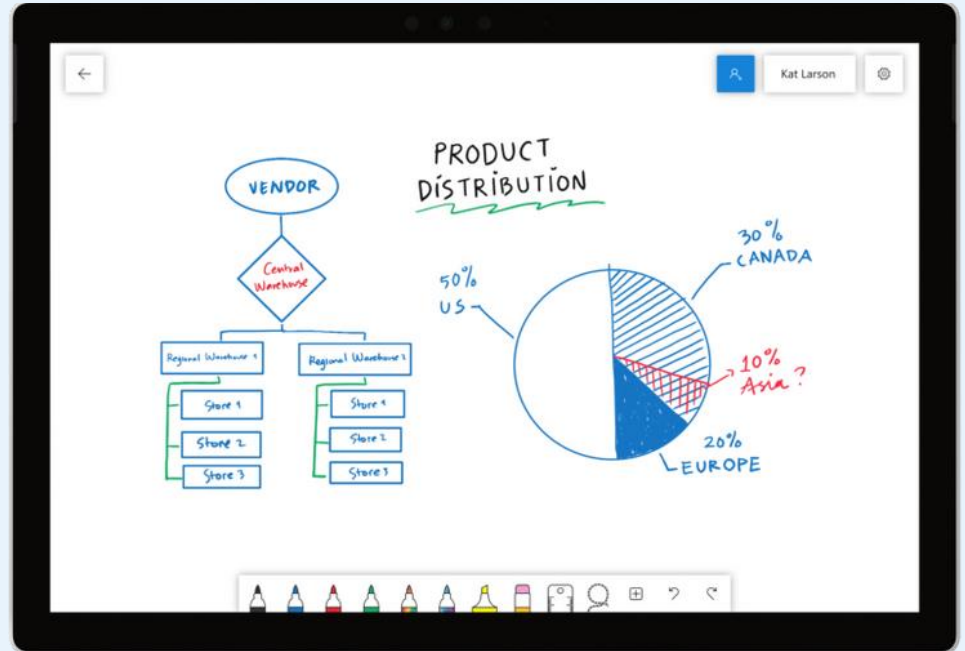 Kat Larson
PRODUCT
DISTRIBUTION
VENDOR
Central
Warehouse
Regional Warehouse 1
Store 1
Store 2
Store 3
Regional Warehouse 2
Store 1
Store 2
Store 3
50%
US
30%
CANADA
10%
Asia?
20%
EUROPE